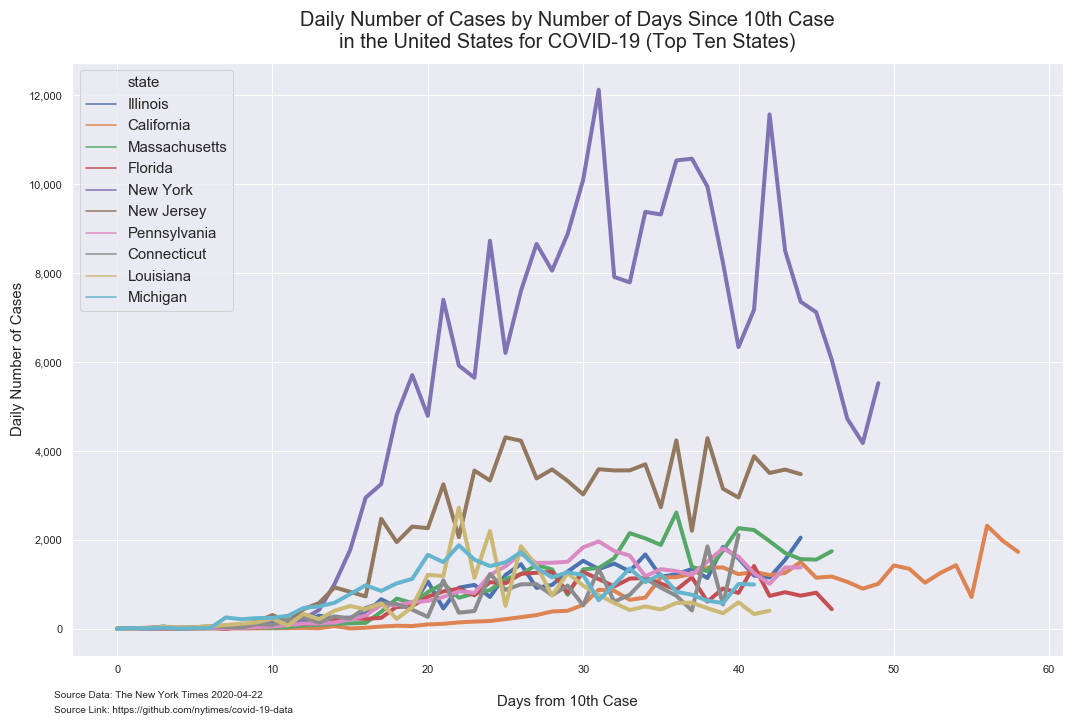 Daily Number of Cases by Number of Days Since 10th Case
in the United States for COVID-19 (Top Ten States)
state
Illinois
California
Massachusetts
Florida
New York
New Jersey
Pennsylvania
Connecticut
Louisiana
Michigan
Daily Number of Cases
12,000
10,000
8,000
6,000
4,000
2,000
0
0
10
20
30
40
50
60
Days from 10th Case
Source Data: The New York Times 2020-04-22
Source Link: https://github.com/nytimes/covid-19-data